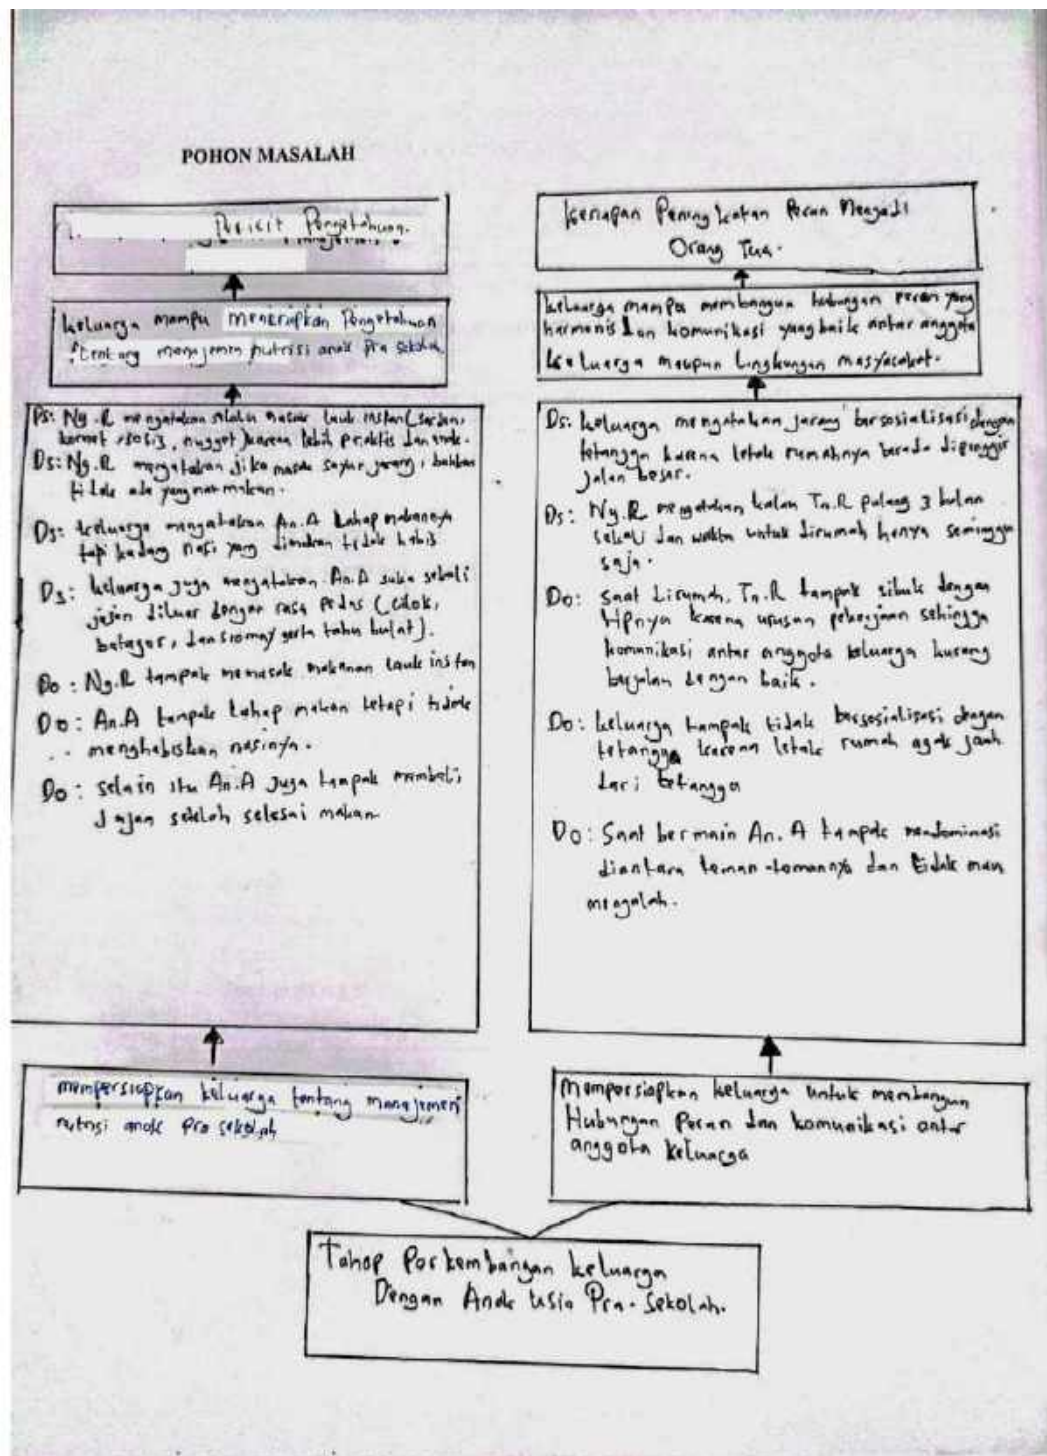 POHON MASALAH
Deficit Pengetahuan.
keluarga mampu menerapkan Pengetahuan
tentang manajemen nutrisi anak pra sekolah
Ds: Ny.R mengatakan selalu masak lauk instan (sarden,
kornet, sosis, nugget) karena lebih praktis dan enak.
Ds: Ny.R mengatakan jika masak sayur jarang, bahkan
tidak ada yang mau makan.
Ds: keluarga mengatakan An.A Lahap makannya
tapi kadang nasi yang dimakan tidak habis
Ds: keluarga juga mengatakan An.A suka sekali
jajan diluar dengan rasa pedas (cilok,
batagor, dan siomay serta tahu bulat).
Do: Ny.R tampak memasak makanan lauk instan
Do: An.A tampak Lahap makan tetapi tidak
menghabiskan nasinya.
Do: selain itu An.A juga tampak membeli
Jajan setelah selesai makan
mempersiapkan keluarga tentang manajemen
nutrisi anak pra sekolah
Kesiapan Peningkatan Peran Menjadi
Orang Tua.
keluarga mampu membangun hubungan peran yang
harmonis dan komunikasi yang baik antar anggota
keluarga maupun lingkungan masyarakat.
Ds: keluarga mengatakan jarang bersosialisasi dengan
tetangga karena letak rumahnya berada dipinggir
jalan besar.
Ds: Ny.R mengatakan kalau Tn.R pulang 3 bulan
sekali dan waktu untuk dirumah hanya seminggu
saja.
Do: Saat dirumah, Tn.R tampak sibuk dengan
HPnya karena urusan pekerjaan sehingga
komunikasi antar anggota keluarga kurang
berjalan dengan baik.
Do: keluarga tampak tidak bersosialisasi dengan
tetangga karena letak rumah agak jauh
dari tetangga
Do: Saat bermain An.A tampak mendominasi
diantara teman-temannya dan tidak mau
mengalah.
Mempersiapkan keluarga untuk membangun
Hubungan Peran dan komunikasi antar
anggota keluarga
Tahap Perkembangan keluarga
Dengan Anak Usia Pra-Sekolah.